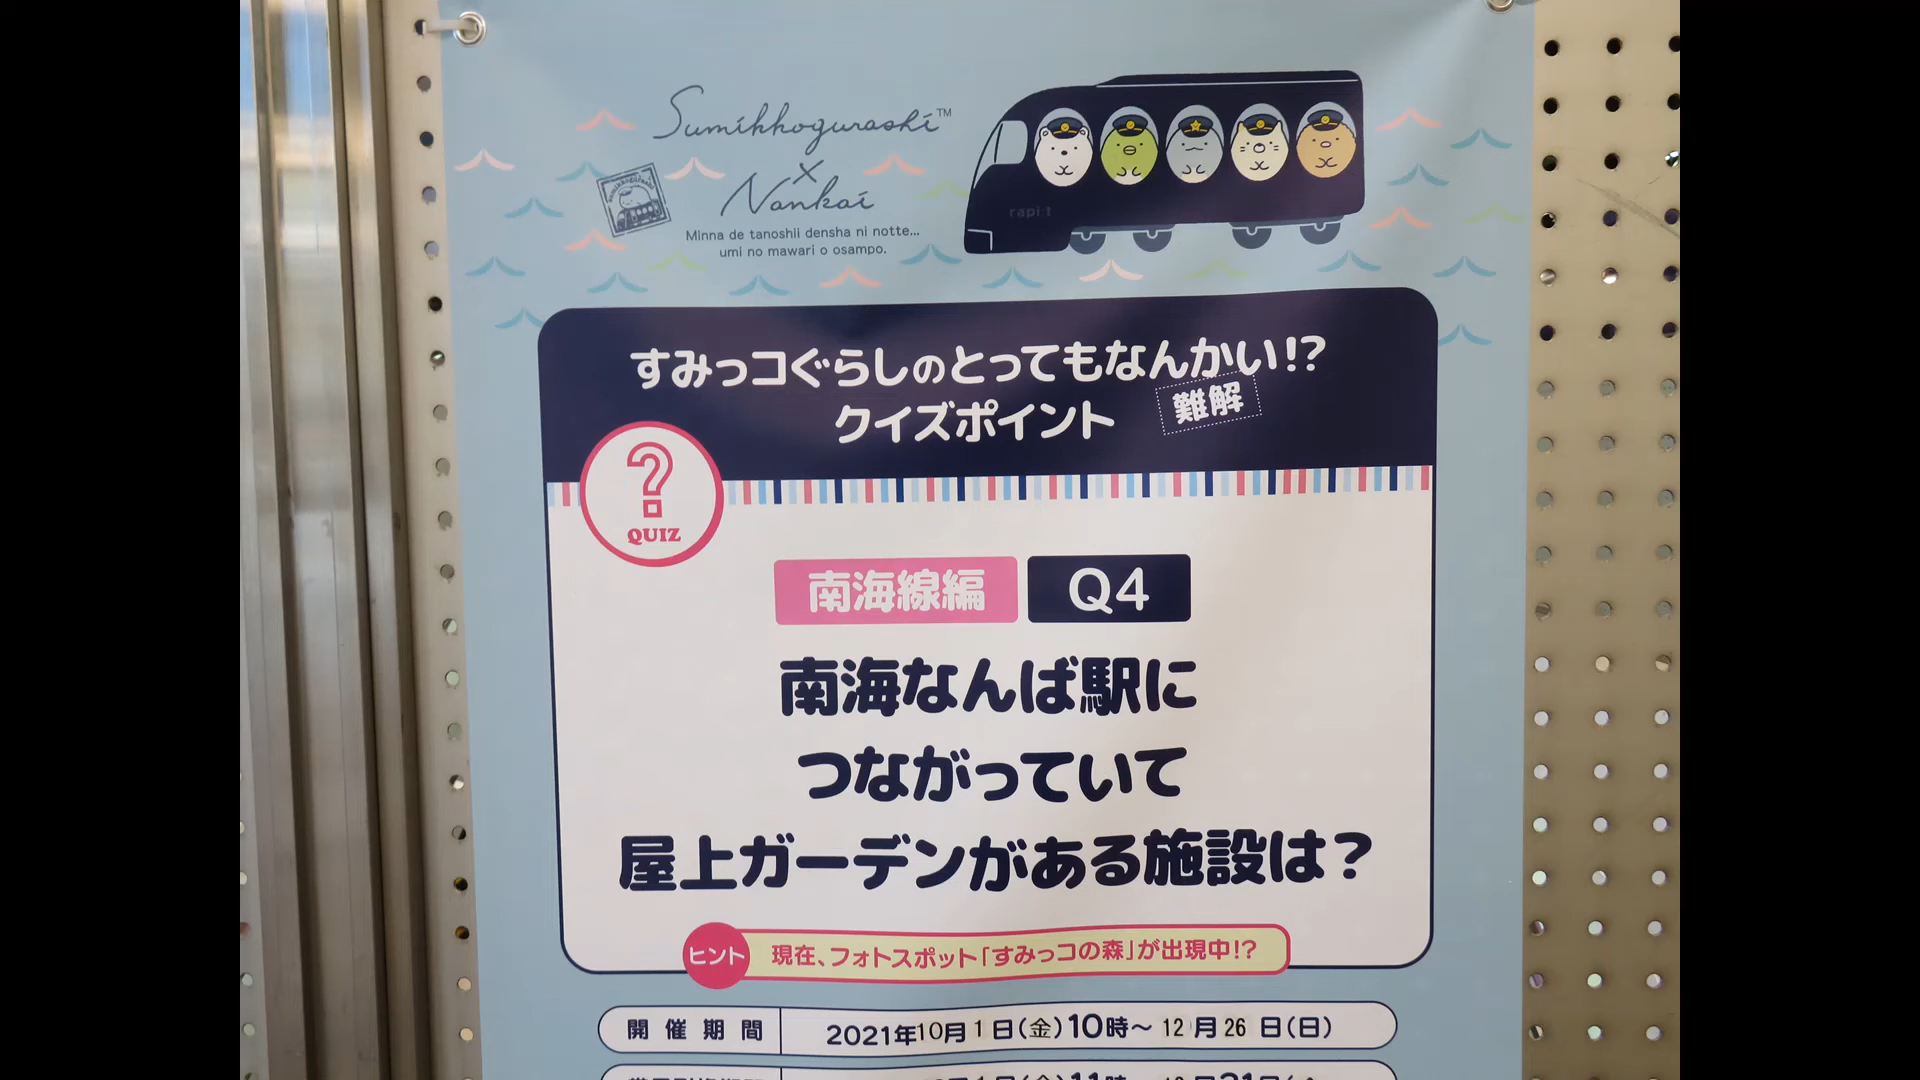 Sumikkogurashi™
×
Nankai
Minna de tanoshii densha ni notte...
umi no mawari o osampo.
rapi:t
すみっコぐらしのとってもなんかい!?
難解
クイズポイント
?
QUIZ
南海線編 Q4
南海なんば駅に
つながっていて
屋上ガーデンがある施設は?
ヒント 現在、フォトスポット「すみっコの森」が出現中!?
開催期間 2021年10月1日(金)10時～12月26日(日)